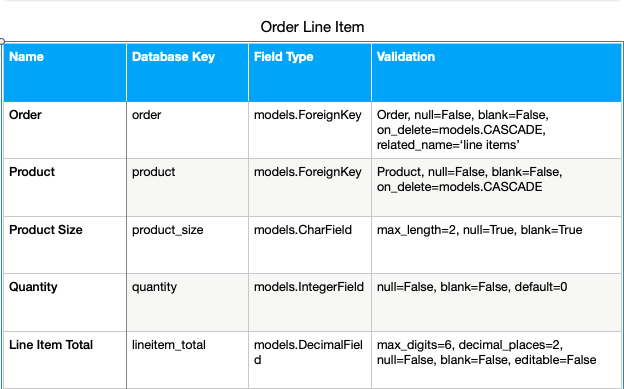 Order Line Item
Name Database Key Field Type Validation
Order order models.ForeignKey Order, null=False, blank=False,
on_delete=models.CASCADE,
related_name=‘line items’
Product product models.ForeignKey Product, null=False, blank=False,
on_delete=models.CASCADE
Product Size product_size models.CharField max_length=2, null=True, blank=True
Quantity quantity models.IntegerField null=False, blank=False, default=0
Line Item Total lineitem_total models.DecimalFiel max_digits=6, decimal_places=2,
d null=False, blank=False, editable=False